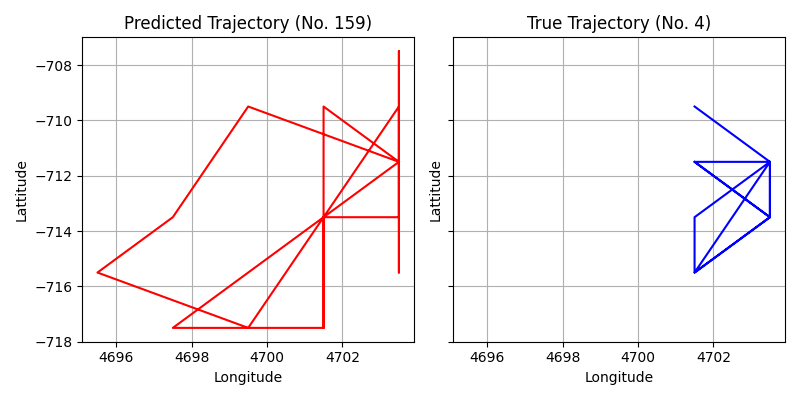 Predicted Trajectory (No. 159)
Lattitude
−708
−710
−712
−714
−716
−718
4696
4698
4700
4702
Longitude
True Trajectory (No. 4)
Lattitude
4696
4698
4700
4702
Longitude